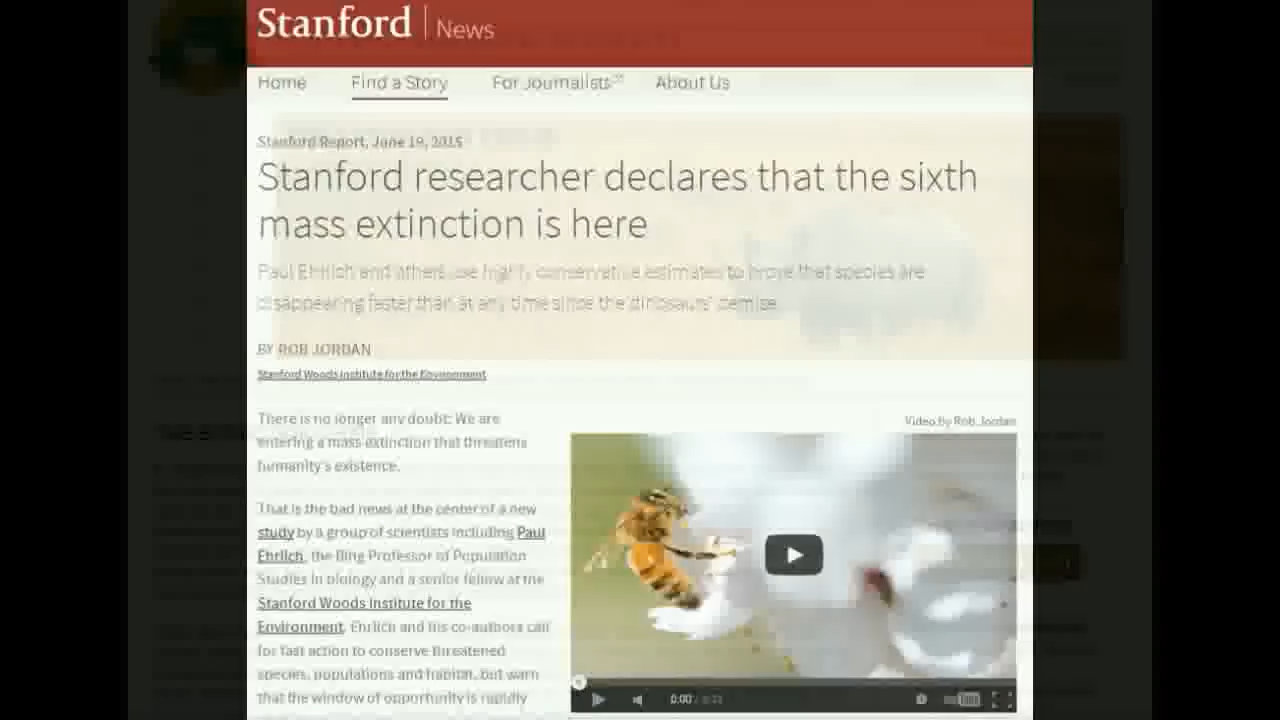 Stanford | News
Home Find a Story For Journalists About Us
Stanford Report, June 19, 2015
Stanford researcher declares that the sixth
mass extinction is here
Paul Ehrlich and others use highly conservative estimates to prove that species are
disappearing faster than at any time since the dinosaurs' demise.
BY ROB JORDAN
Stanford Woods Institute for the Environment
There is no longer any doubt: We are
entering a mass extinction that threatens
humanity's existence.
That is the bad news at the center of a new
study by a group of scientists including Paul
Ehrlich, the Bing Professor of Population
Studies in biology and a senior fellow at the
Stanford Woods Institute for the
Environment. Ehrlich and his co-authors call
for fast action to conserve threatened
species, populations and habitat, but warn
that the window of opportunity is rapidly
Video by Rob Jordan
0:00